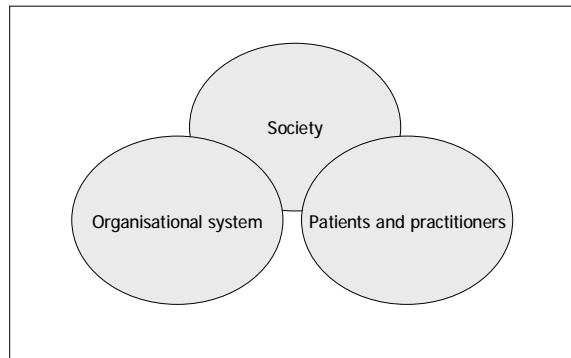 Society
Organisational system
Patients and practitioners